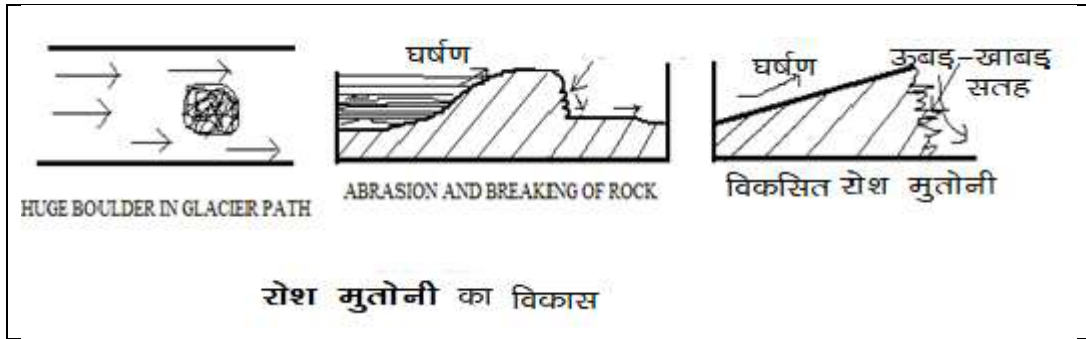 घर्षण
HUGE BOULDER IN GLACIER PATH
ABRASION AND BREAKING OF ROCK
घर्षण
ऊबड़-खाबड़
सतह
विकसित रोश मुतोनी
रोश मुतोनी का विकास